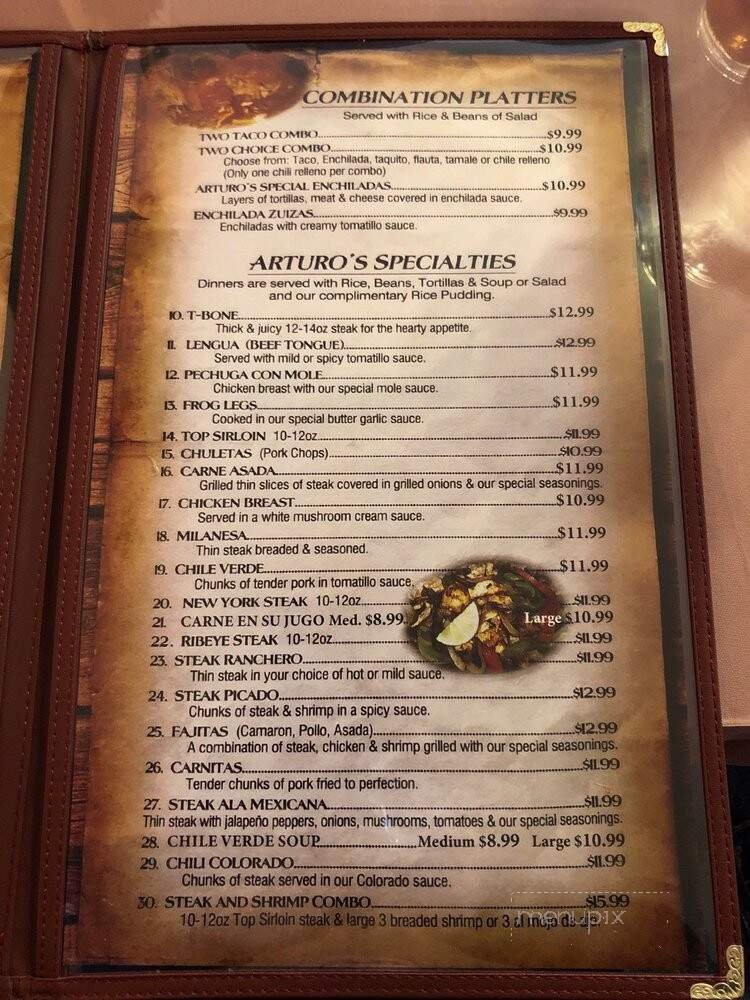 COMBINATION PLATTERS
Served with Rice & Beans of Salad
TWO TACO COMBO $9.99
TWO CHOICE COMBO $10.99
Choose from: Taco, Enchilada, taquito, flauta, tamale or chile relleno
(Only one chili relleno per combo)
ARTURO'S SPECIAL ENCHILADAS $10.99
Layers of tortillas, meat & cheese covered in enchilada sauce.
ENCHILADA ZUIZAS $9.99
Enchiladas with creamy tomatillo sauce.
ARTURO'S SPECIALTIES
Dinners are served with Rice, Beans, Tortillas & Soup or Salad
and our complimentary Rice Pudding.
10. T-BONE $12.99
Thick & juicy 12-14oz steak for the hearty appetite.
11. LENGUA (BEEF TONGUE) $12.99
Served with mild or spicy tomatillo sauce.
12. PECHUGA CON MOLE $11.99
Chicken breast with our special mole sauce.
13. FROG LEGS $11.99
Cooked in our special butter garlic sauce.
14. TOP SIRLOIN 10-12oz $11.99
15. CHULETAS (Pork Chops) $10.99
16. CARNE ASADA $11.99
Grilled thin slices of steak covered in grilled onions & our special seasonings.
17. CHICKEN BREAST $10.99
Served in a white mushroom cream sauce.
18. MILANESA $11.99
Thin steak breaded & seasoned.
19. CHILE VERDE $11.99
Chunks of tender pork in tomatillo sauce.
20. NEW YORK STEAK 10-12oz $11.99
21. CARNE EN SU JUGO Med. $8.99 Large $10.99
22. RIBEYE STEAK 10-12oz $11.99
23. STEAK RANCHERO $11.99
Thin steak in your choice of hot or mild sauce.
24. STEAK PICADO $12.99
Chunks of steak & shrimp in a spicy sauce.
25. FAJITAS (Camaron, Pollo, Asada) $12.99
A combination of steak, chicken & shrimp grilled with our special seasonings.
26. CARNITAS $11.99
Tender chunks of pork fried to perfection.
27. STEAK ALA MEXICANA $11.99
Thin steak with jalapeño peppers, onions, mushrooms, tomatoes & our special seasonings.
28. CHILE VERDE SOUP Medium $8.99 Large $10.99
29. CHILI COLORADO $11.99
Chunks of steak served in our Colorado sauce.
30. STEAK AND SHRIMP COMBO $15.99
10-12oz Top Sirloin steak & large 3 breaded shrimp or 3 al mojo de ajo.
menupix